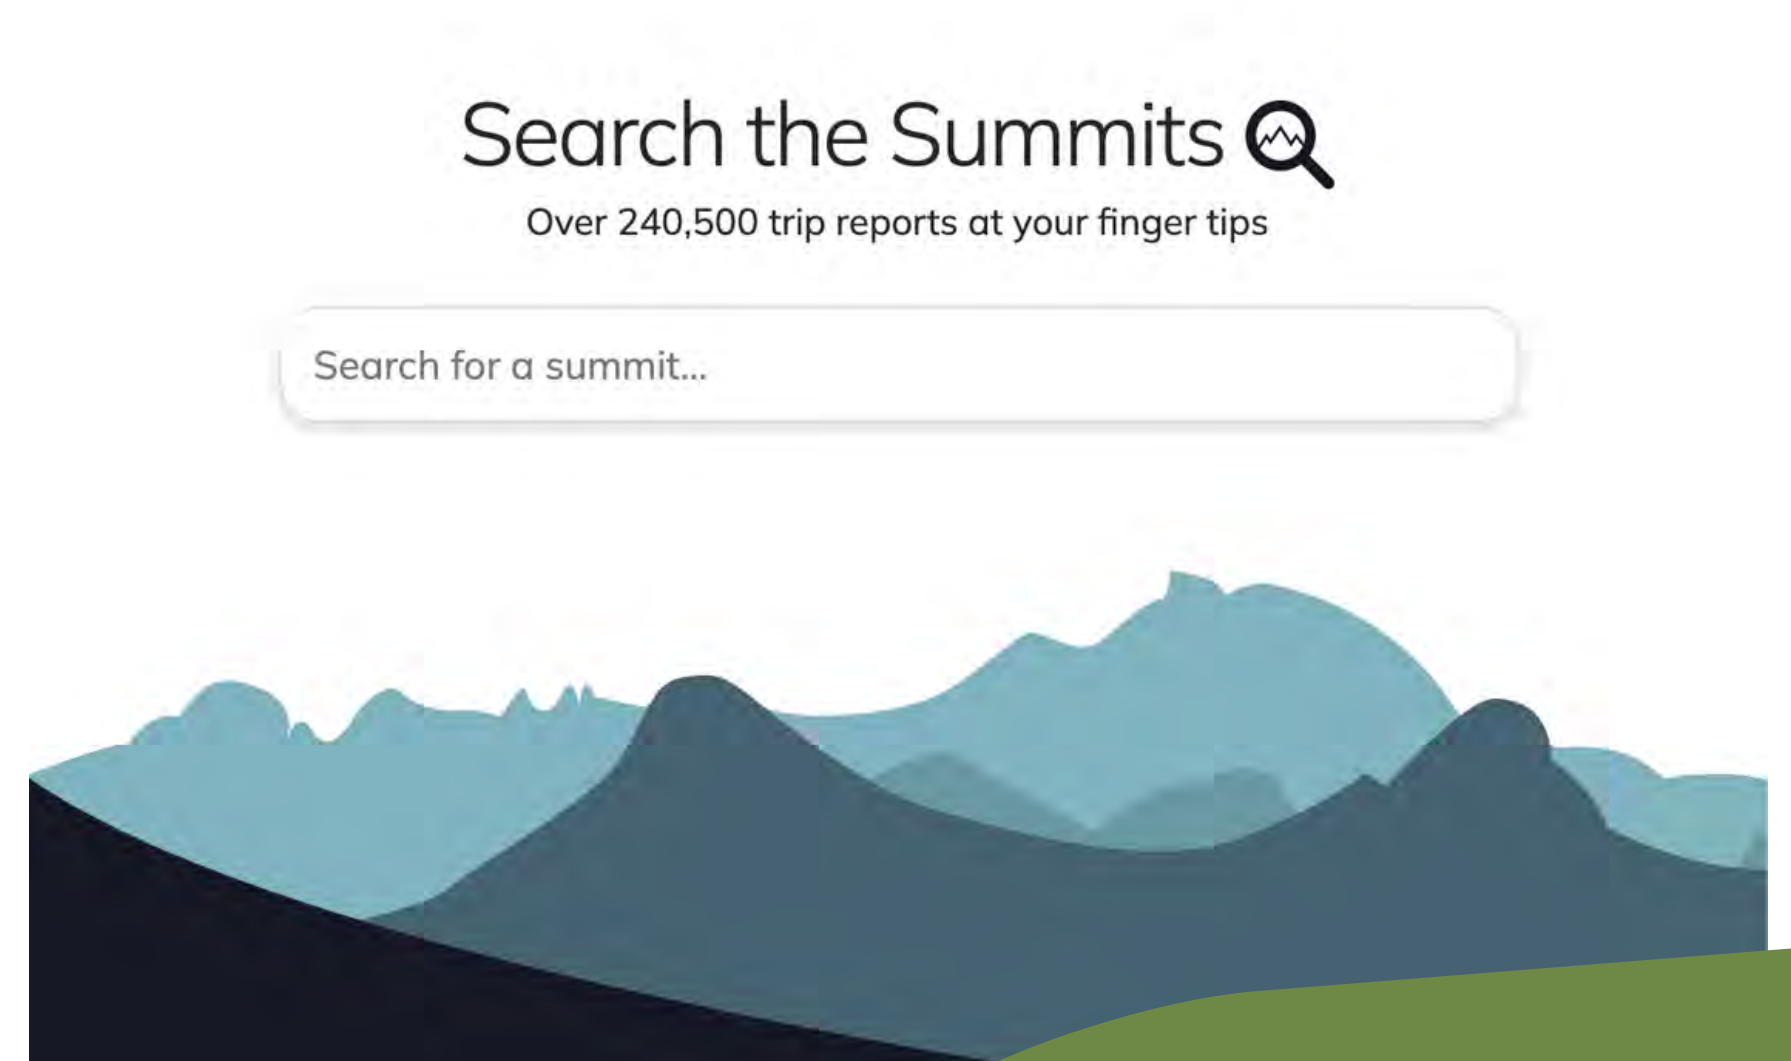 Search the Summits
Over 240,500 trip reports at your finger tips
Search for a summit...